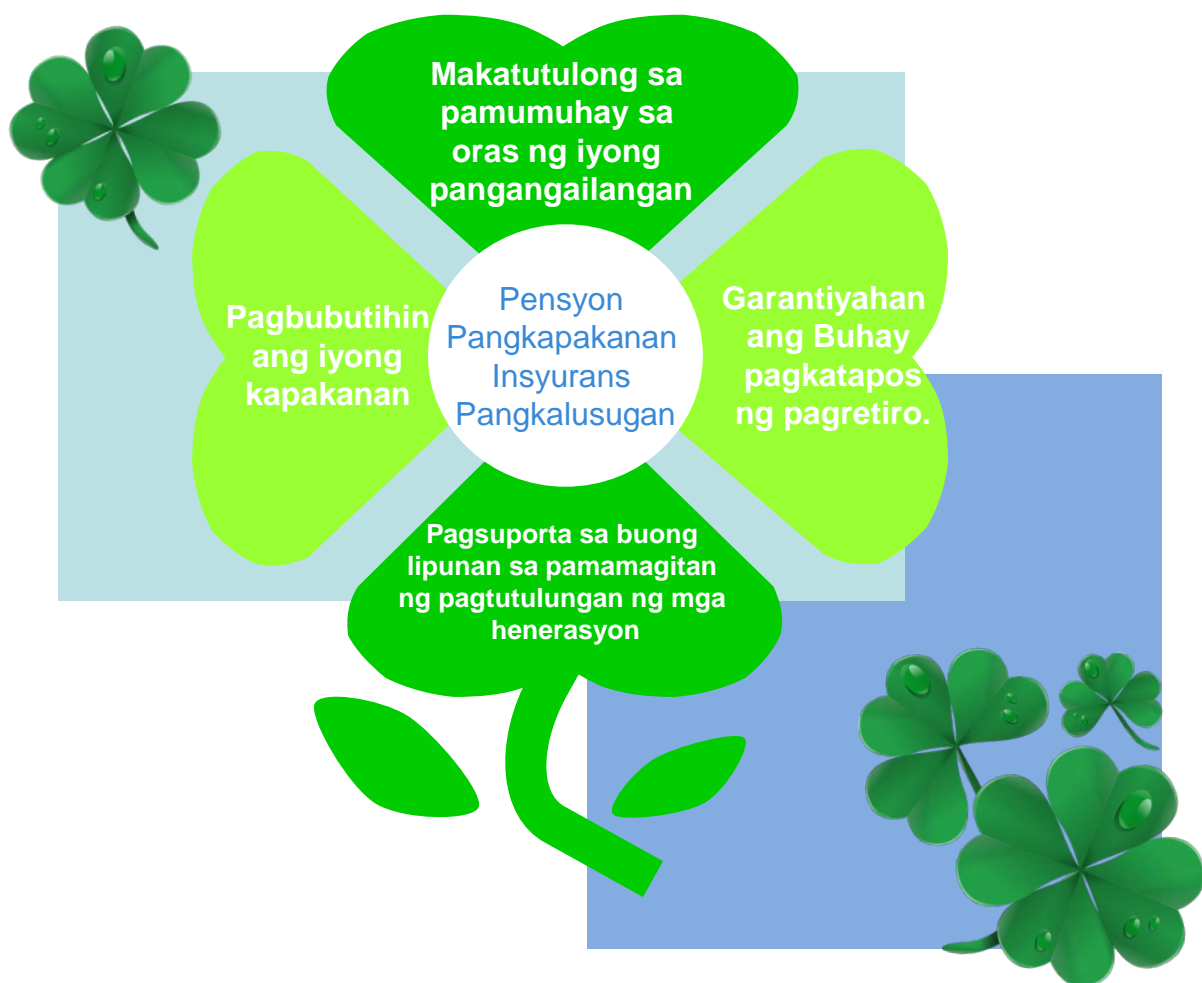 Makatutulong sa
pamumuhay sa
oras ng iyong
pangangailangan
Pagbubutihin
ang iyong
kapakanan
Pensyon
Pangkapakanan
Insyurans
Pangkalusugan
Garantiyahan
ang Buhay
pagkatapos
ng pagretiro.
Pagsuporta sa buong
lipunan sa pamamagitan
ng pagtutulungan ng mga
henerasyon